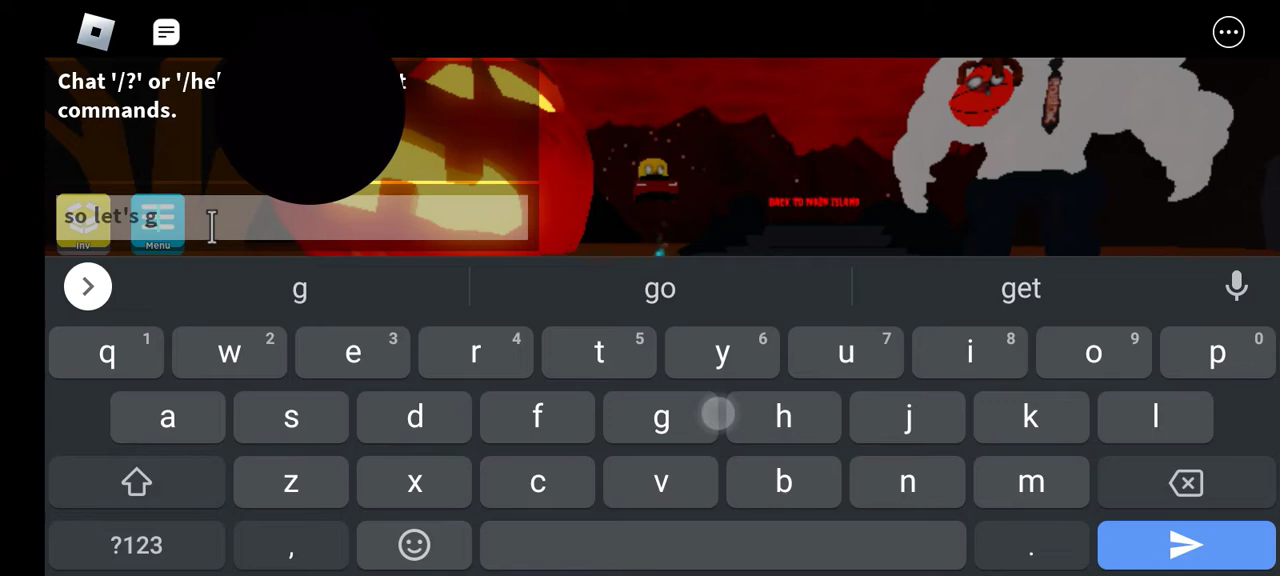 Chat '/?' or
commands.
so let's g
Inv
Menu
BACK TO MAIN ISLAND
g go get
q 1 w 2 e 3 r 4 t 5 y 6 u 7 i 8 o 9 p 0
a s d f g h j k l
z x c v b n m
?123 , .